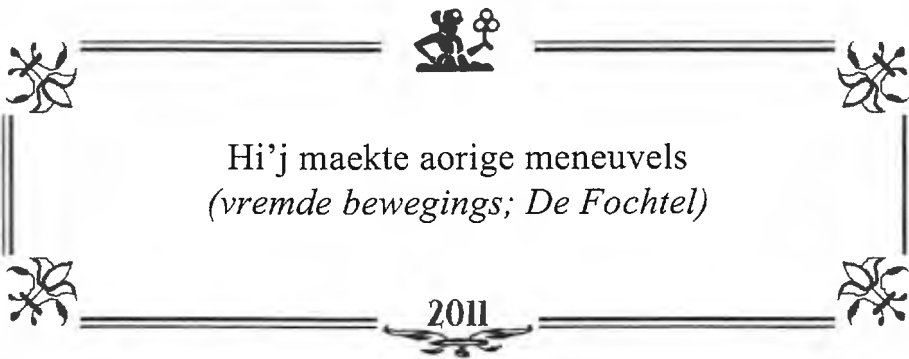 Hi’j maekte aorige meneuvels
(vremde bewegings; De Fochtel)
2011